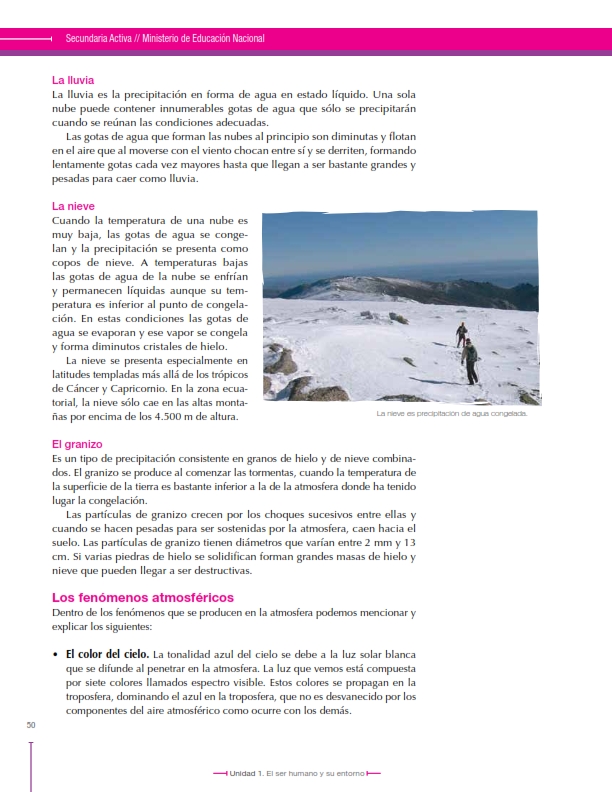 Secundaria Activa // Ministerio de Educación Nacional
La lluvia
La lluvia es la precipitación en forma de agua en estado líquido. Una sola
nube puede contener innumerables gotas de agua que sólo se precipitarán
cuando se reúnan las condiciones adecuadas.
Las gotas de agua que forman las nubes al principio son diminutas y flotan
en el aire que al moverse con el viento chocan entre sí y se derriten, formando
lentamente gotas cada vez mayores hasta que llegan a ser bastante grandes y
pesadas para caer como lluvia.
La nieve
Cuando la temperatura de una nube es
muy baja, las gotas de agua se conge-
lan y la precipitación se presenta como
copos de nieve. A temperaturas bajas
las gotas de agua de la nube se enfrían
y permanecen líquidas aunque su tem-
peratura es inferior al punto de congela-
ción. En estas condiciones las gotas de
agua se evaporan y ese vapor se congela
y forma diminutos cristales de hielo.
La nieve se presenta especialmente en
latitudes templadas más allá de los trópicos
de Cáncer y Capricornio. En la zona ecua-
torial, la nieve sólo cae en las altas monta-
ñas por encima de los 4.500 m de altura.
La nieve es precipitación de agua congelada.
El granizo
Es un tipo de precipitación consistente en granos de hielo y de nieve combina-
dos. El granizo se produce al comenzar las tormentas, cuando la temperatura de
la superficie de la tierra es bastante inferior a la de la atmosfera donde ha tenido
lugar la congelación.
Las partículas de granizo crecen por los choques sucesivos entre ellas y
cuando se hacen pesadas para ser sostenidas por la atmosfera, caen hacia el
suelo. Las partículas de granizo tienen diámetros que varían entre 2 mm y 13
cm. Si varias piedras de hielo se solidifican forman grandes masas de hielo y
nieve que pueden llegar a ser destructivas.
Los fenómenos atmosféricos
Dentro de los fenómenos que se producen en la atmosfera podemos mencionar y
explicar los siguientes:
• El color del cielo. La tonalidad azul del cielo se debe a la luz solar blanca
que se difunde al penetrar en la atmosfera. La luz que vemos está compuesta
por siete colores llamados espectro visible. Estos colores se propagan en la
troposfera, dominando el azul en la troposfera, que no es desvanecido por los
componentes del aire atmosférico como ocurre con los demás.
50
Unidad 1. El ser humano y su entorno